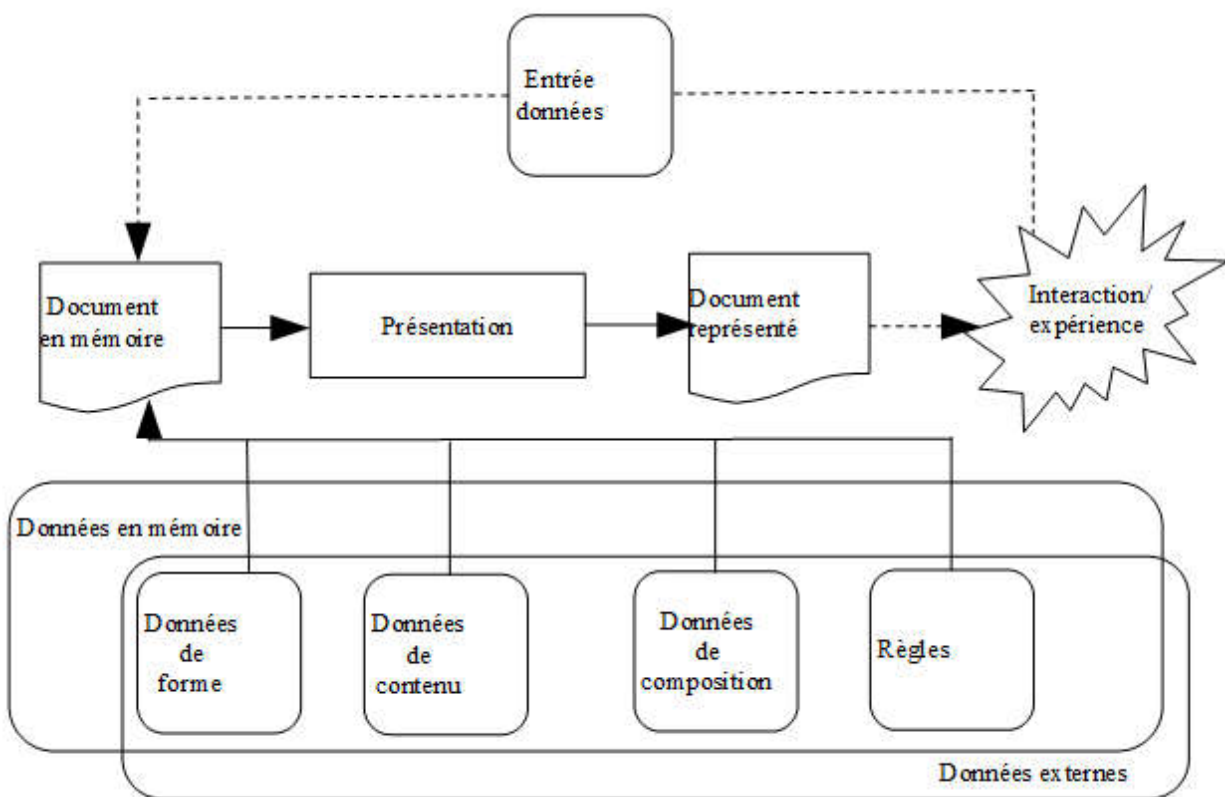 Entrée
données
Document
en mémoire
Présentation
Document
représenté
Interaction/
expérience
Données en mémoire
Données
de
forme
Données
de
contenu
Données
de
composition
Règles
Données externes